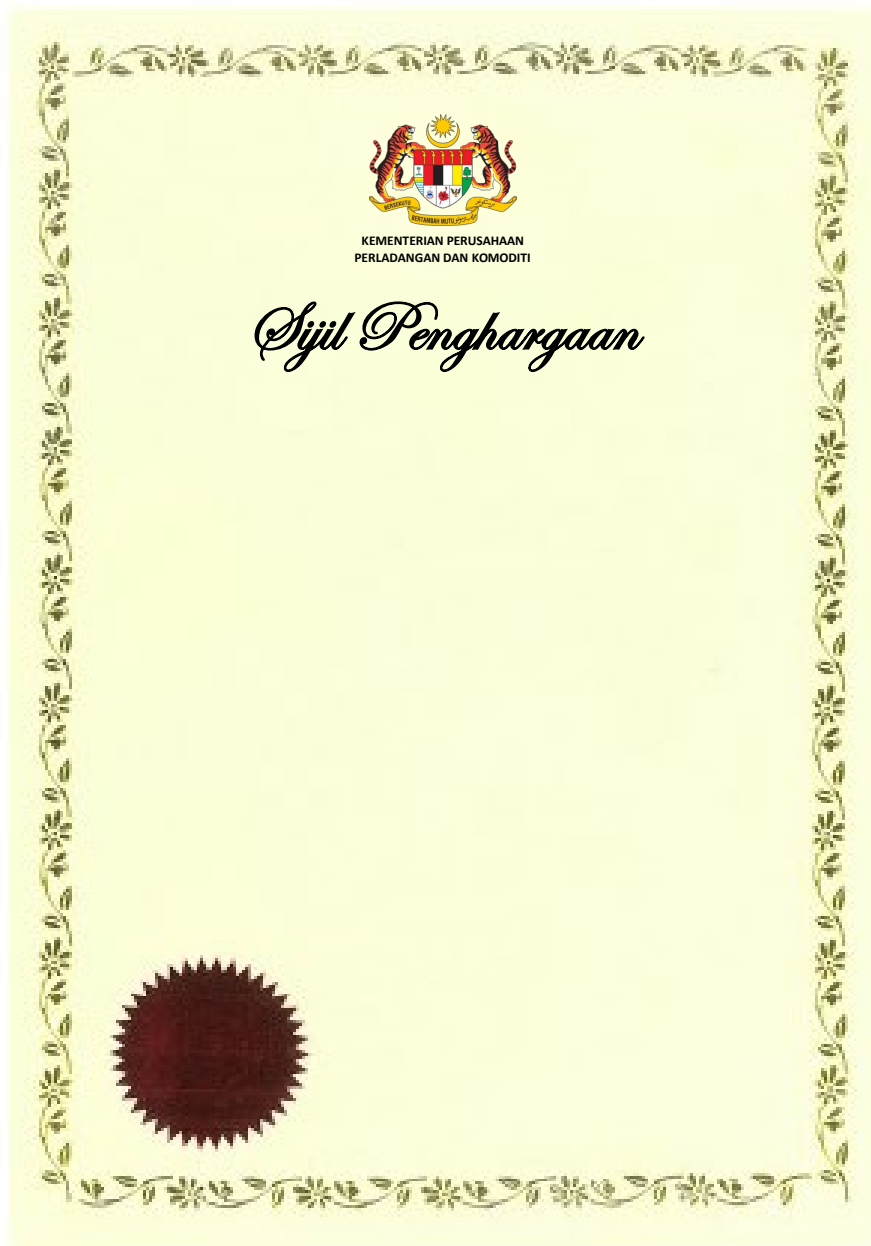 BERSEKUTU
BERTAMBAH MUTU
KEMENTERIAN PERUSAHAAN
PERLADANGAN DAN KOMODITI
Sijil Penghargaan